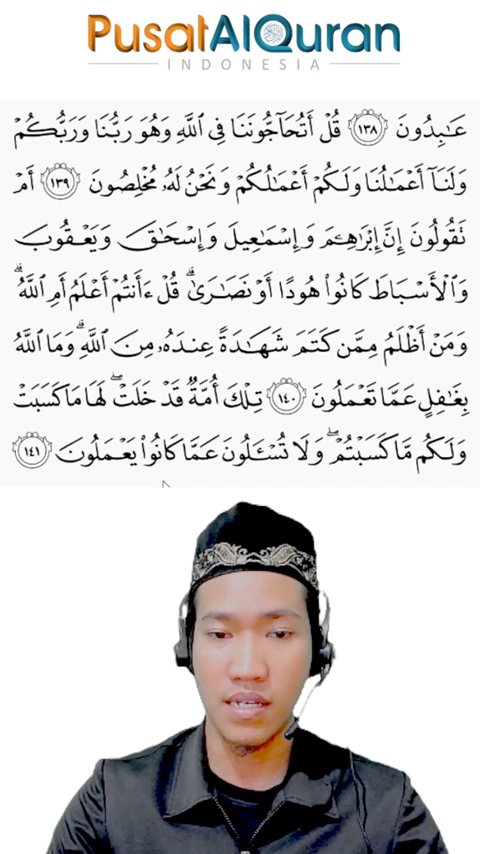 PusatAlQuran
INDONESIA
عَـٰبِدُونَ ١٣٨ قُلْ أَتُحَآجُّونَنَا فِى ٱللَّهِ وَهُوَ رَبُّنَا وَرَبُّكُمْ
وَلَنَآ أَعْمَـٰلُنَا وَلَكُمْ أَعْمَـٰلُكُمْ وَنَحْنُ لَهُۥ مُخْلِصُونَ ١٣٩ أَمْ
تَقُولُونَ إِنَّ إِبْرَٰهِـۧمَ وَإِسْمَـٰعِيلَ وَإِسْحَـٰقَ وَيَعْقُوبَ
وَٱلْأَسْبَاطَ كَانُوا۟ هُودًا أَوْ نَصَـٰرَىٰ ۗ قُلْ ءَأَنتُمْ أَعْلَمُ أَمِ ٱللَّهُ ۗ
وَمَنْ أَظْلَمُ مِمَّن كَتَمَ شَهَـٰدَةً عِندَهُۥ مِنَ ٱللَّهِ ۗ وَمَا ٱللَّهُ
بِغَـٰفِلٍ عَمَّا تَعْمَلُونَ ١٤٠ تِلْكَ أُمَّةٌ قَدْ خَلَتْ ۖ لَهَا مَا كَسَبَتْ
وَلَكُم مَّا كَسَبْتُمْ ۖ وَلَا تُسْـَٔلُونَ عَمَّا كَانُوا۟ يَعْمَلُونَ ١٤١